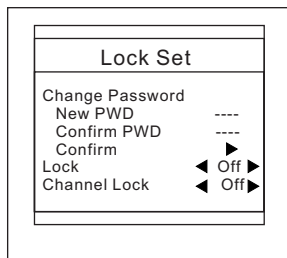 Lock Set
Change Password
New PWD ----
Confirm PWD ----
Confirm ▶
Lock ◀ Off ▶
Channel Lock ◀ Off ▶